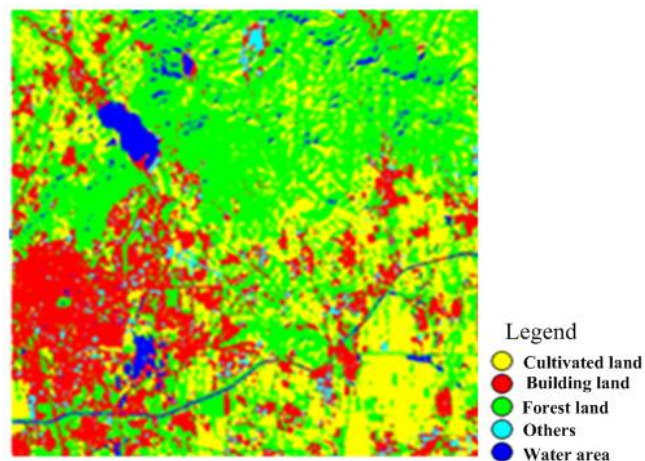 Legend
Cultivated land
Building land
Forest land
Others
Water area